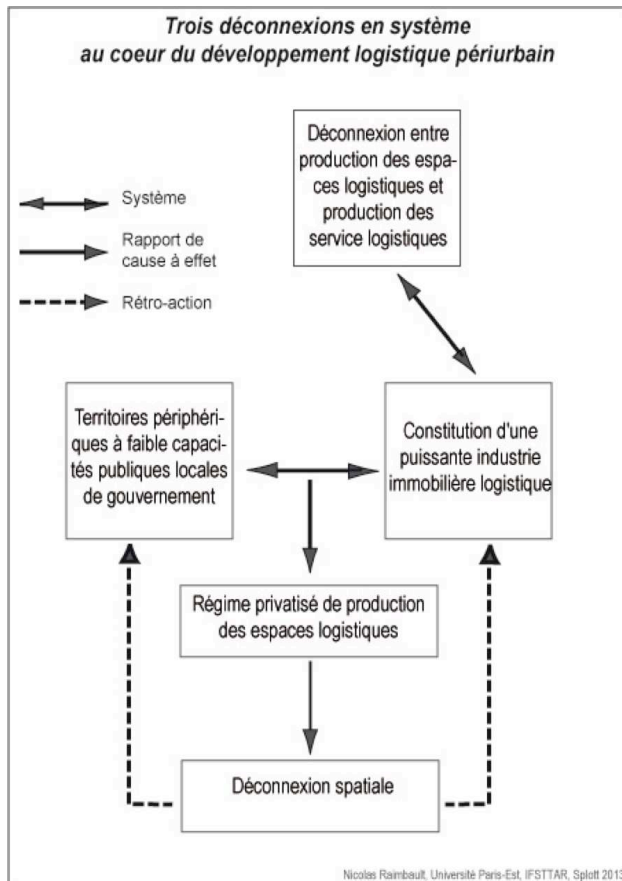 Trois déconnexions en système
au coeur du développement logistique périurbain
Déconnexion entre
production des espa-
ces logistiques et
production des
service logistiques
Système
Rapport de
cause à effet
Rétro-action
Territoires périphéri-
ques à faible capaci-
tés publiques locales
de gouvernement
Constitution d'une
puissante industrie
immobilière logistique
Régime privatisé de production
des espaces logistiques
Déconnexion spatiale
Nicolas Raimbault, Université Paris-Est, IFSTTAR, Splott 2013